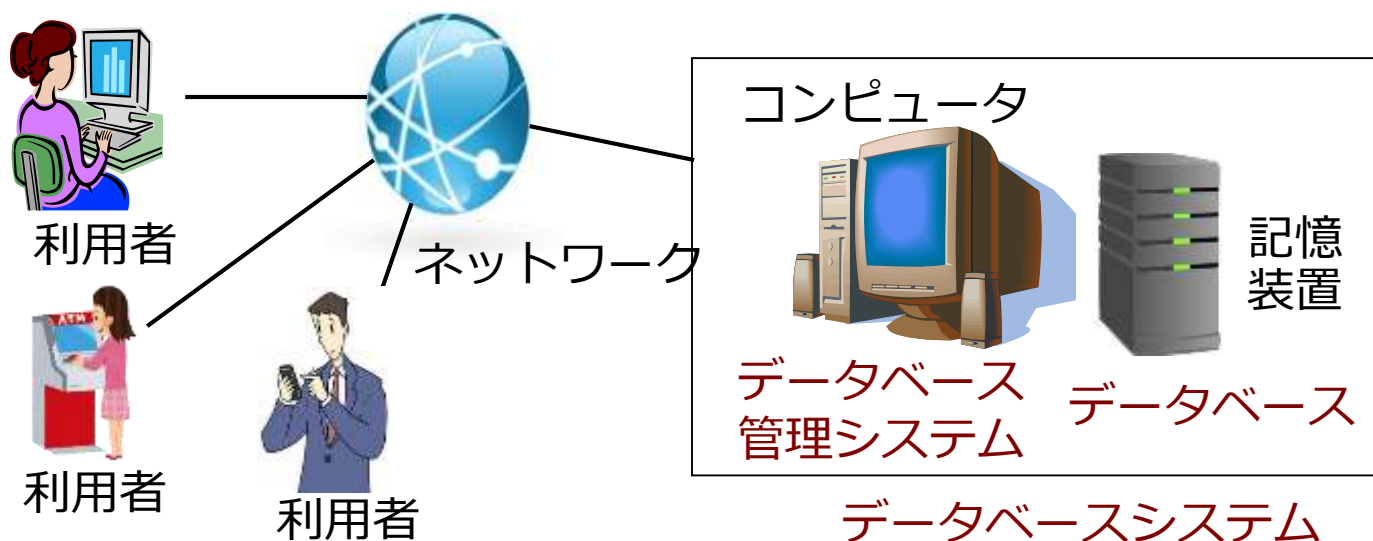 コンピュータ
利用者
ネットワーク
記憶
装置
ATM
データベース
管理システム
データベース
利用者
利用者
データベースシステム